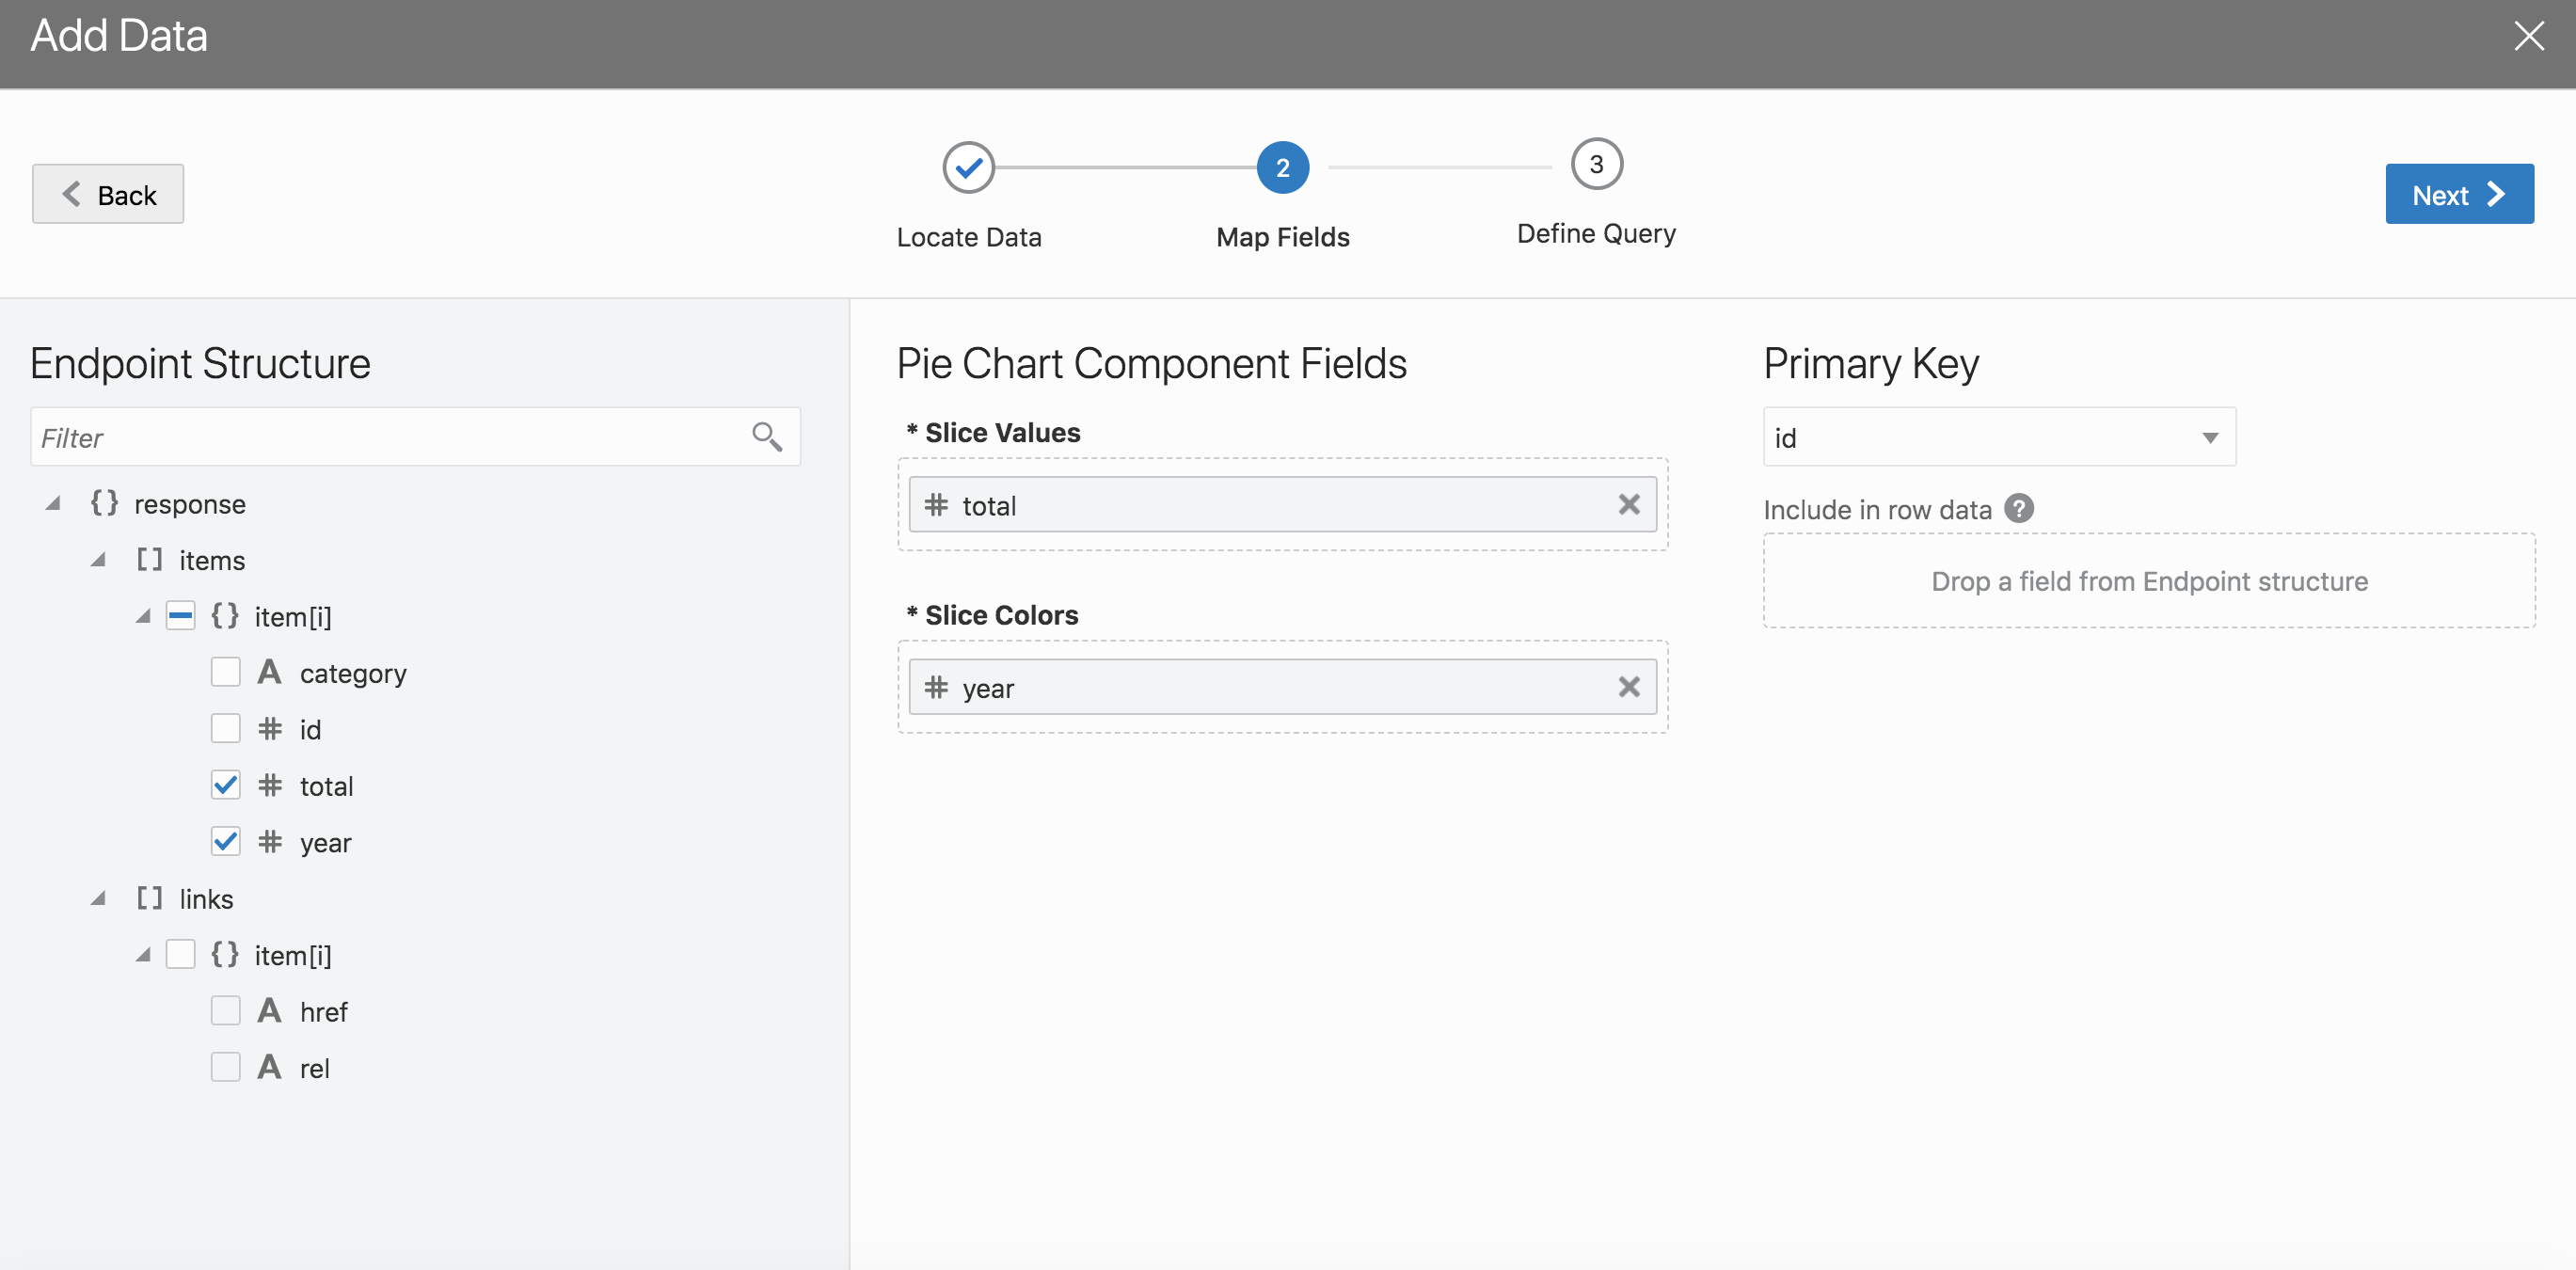 Add Data
Back
2
3
Next
Locate Data
Map Fields
Define Query
Endpoint Structure
Filter
{} response
[] items
{} item[i]
A category
# id
# total
# year
[] links
{} item[i]
A href
A rel
Pie Chart Component Fields
* Slice Values
# total
* Slice Colors
# year
Primary Key
id
Include in row data ?
Drop a field from Endpoint structure